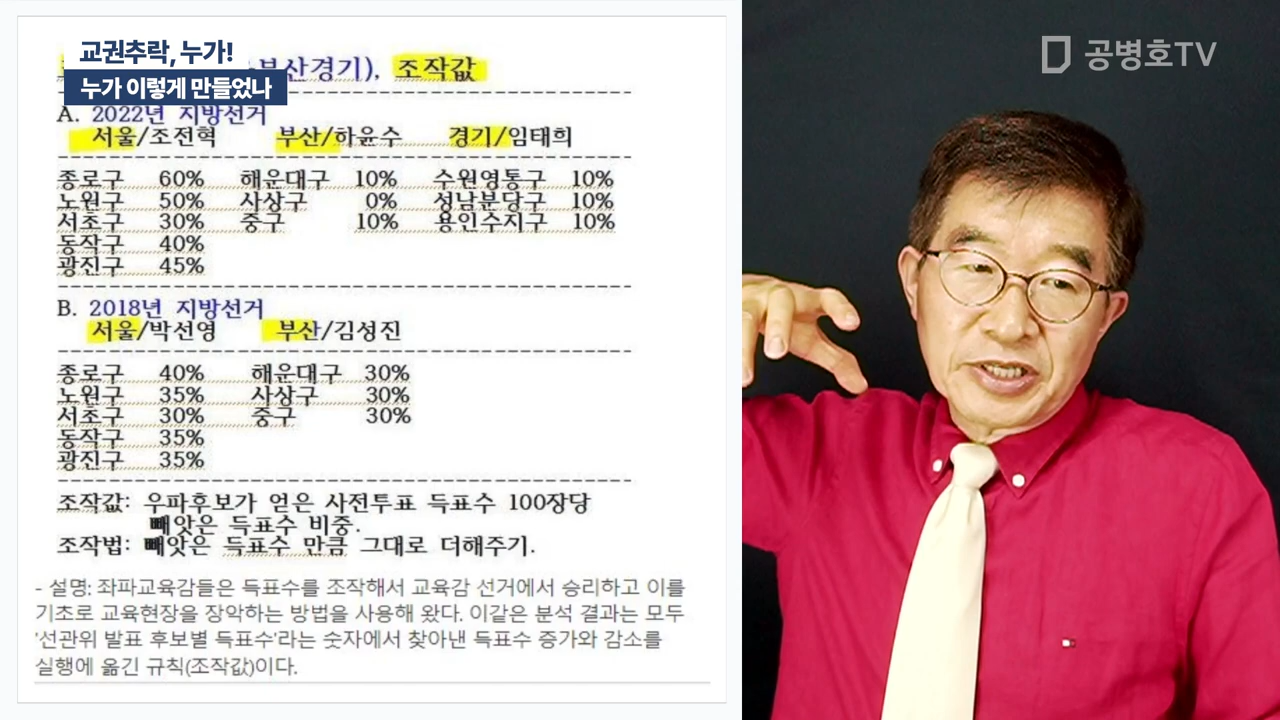 교권추락, 누가!
누가 이렇게 만들었나
공병호TV
부산경기), 조작값
A. 2022년 지방선거
서울/조전혁 부산/하윤수 경기/임태희
종로구 60% 해운대구 10% 수원영통구 10%
노원구 50% 사상구 0% 성남분당구 10%
서초구 30% 중구 10% 용인수지구 10%
동작구 40%
광진구 45%
B. 2018년 지방선거
서울/박선영 부산/김성진
종로구 40% 해운대구 30%
노원구 35% 사상구 30%
서초구 30% 중구 30%
동작구 35%
광진구 35%
조작값: 우파후보가 얻은 사전투표 득표수 100장당
빼앗은 득표수 비중.
조작법: 빼앗은 득표수 만큼 그대로 더해주기.
- 설명: 좌파교육감들은 득표수를 조작해서 교육감 선거에서 승리하고 이를
기초로 교육현장을 장악하는 방법을 사용해 왔다. 이같은 분석 결과는 모두
'선관위 발표 후보별 득표수'라는 숫자에서 찾아낸 득표수 증가와 감소를
실행에 옮긴 규칙(조작값)이다.